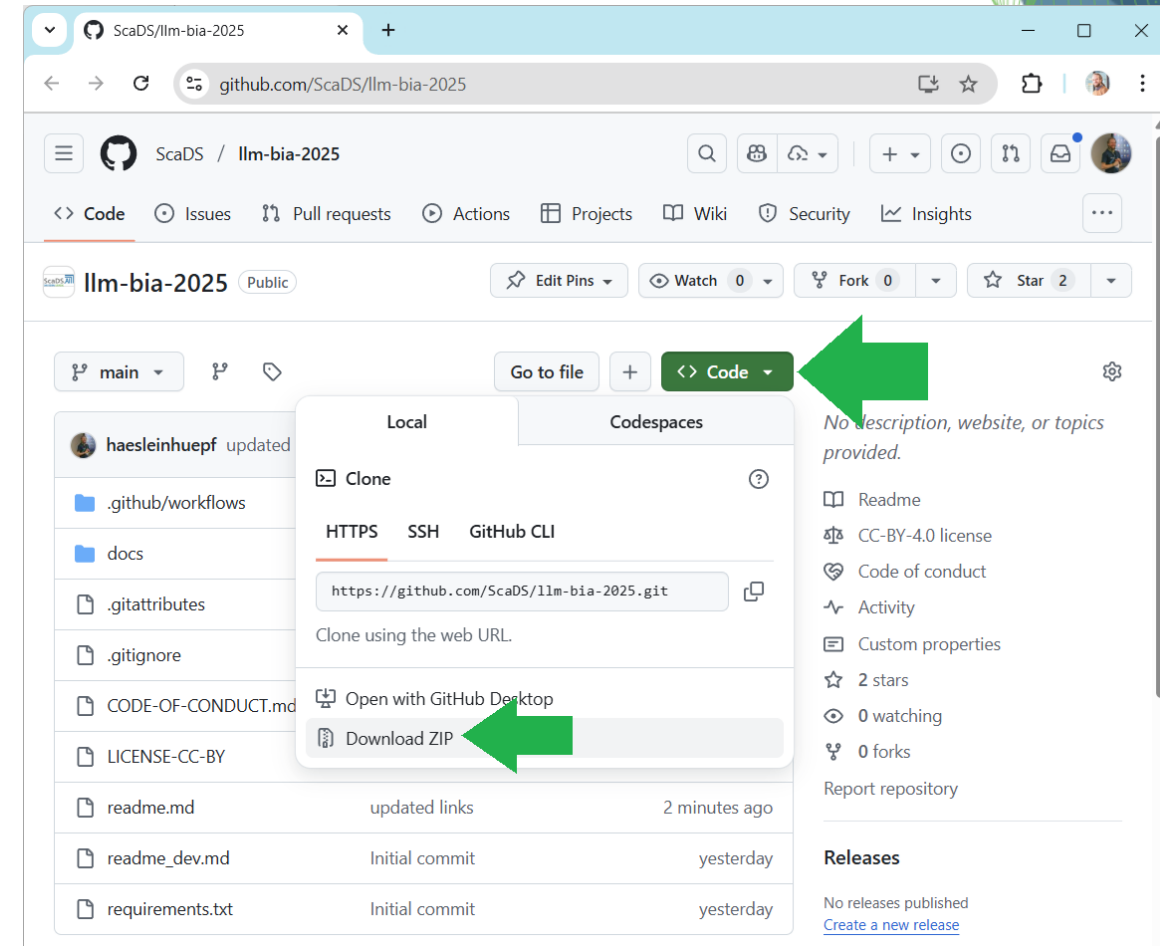 ScaDS/llm-bia-2025
github.com/ScaDS/llm-bia-2025
ScaDS / llm-bia-2025
Code Issues Pull requests Actions Projects Wiki Security Insights
llm-bia-2025 Public Edit Pins Watch 0 Fork 0 Star 2
main Go to file Code
Local Codespaces
No description, website, or topics
provided.
haesleinhuepf updated
Clone
.github/workflows
Readme
HTTPS SSH GitHub CLI
CC-BY-4.0 license
docs
Code of conduct
https://github.com/ScaDS/llm-bia-2025.git
.gitattributes
Activity
Clone using the web URL.
.gitignore
Custom properties
2 stars
Open with GitHub Desktop
CODE-OF-CONDUCT.md
0 watching
Download ZIP
LICENSE-CC-BY
0 forks
Report repository
readme.md updated links 2 minutes ago
readme_dev.md Initial commit yesterday
Releases
requirements.txt Initial commit yesterday
No releases published
Create a new release